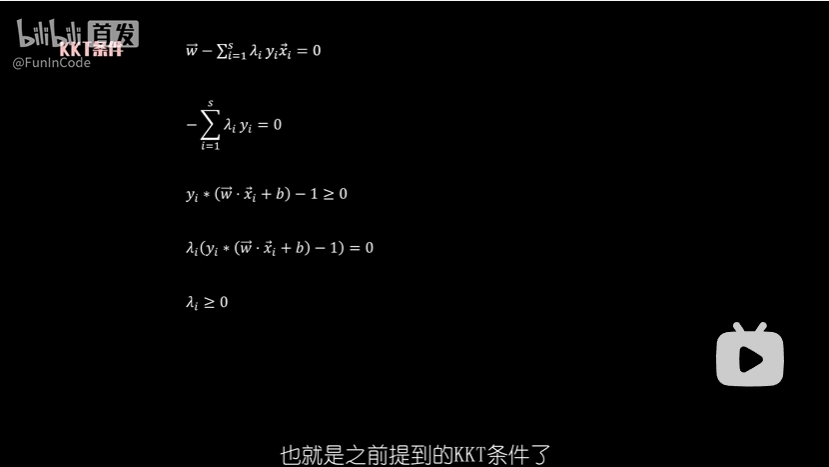 bilibili 首发
KKT条件
@FunInCode
$\vec{w} - \sum_{i=1}^{s} \lambda_i y_i \vec{x}_i = 0$
$-\sum_{i=1}^{s} \lambda_i y_i = 0$
$y_i * (\vec{w} \cdot \vec{x}_i + b) - 1 \geq 0$
$\lambda_i (y_i * (\vec{w} \cdot \vec{x}_i + b) - 1) = 0$
$\lambda_i \geq 0$
也就是之前提到的KKT条件了